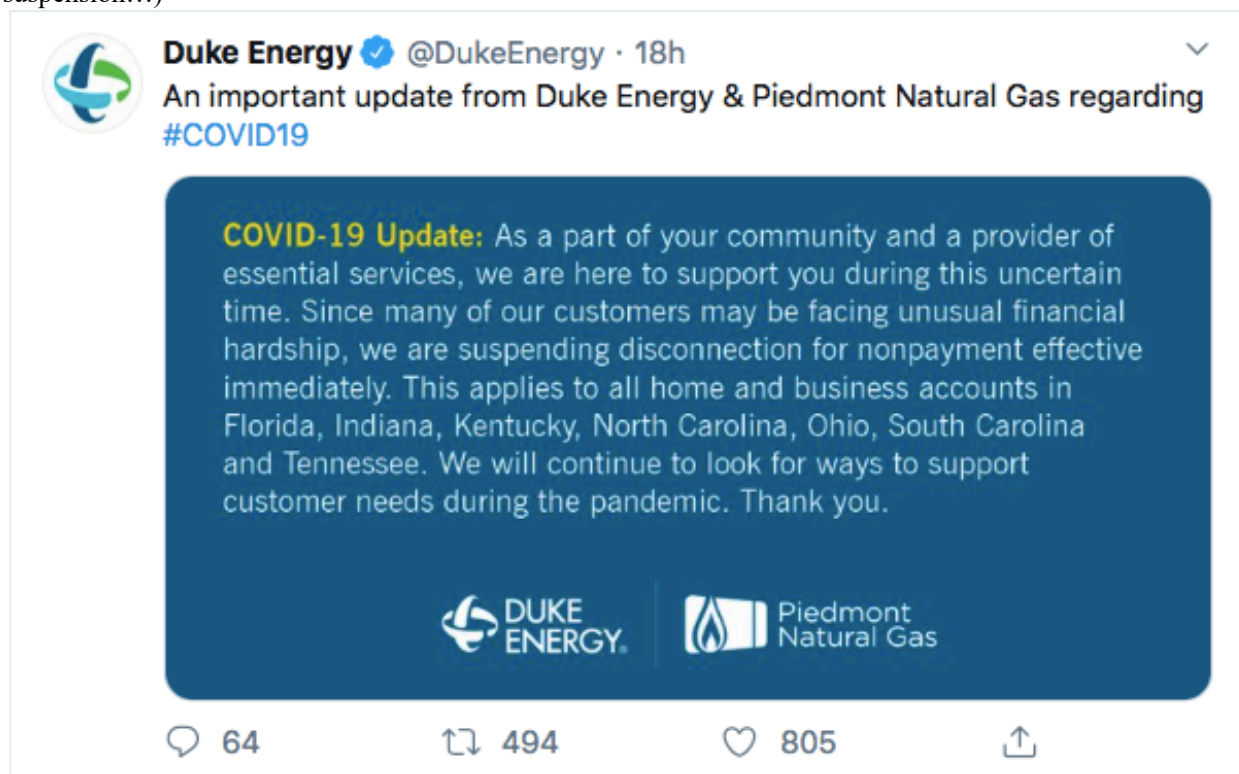 suspension…)
Duke Energy @DukeEnergy · 18h
An important update from Duke Energy & Piedmont Natural Gas regarding
#COVID19
COVID-19 Update: As a part of your community and a provider of
essential services, we are here to support you during this uncertain
time. Since many of our customers may be facing unusual financial
hardship, we are suspending disconnection for nonpayment effective
immediately. This applies to all home and business accounts in
Florida, Indiana, Kentucky, North Carolina, Ohio, South Carolina
and Tennessee. We will continue to look for ways to support
customer needs during the pandemic. Thank you.
DUKE
ENERGY.
Piedmont
Natural Gas
64 494 805